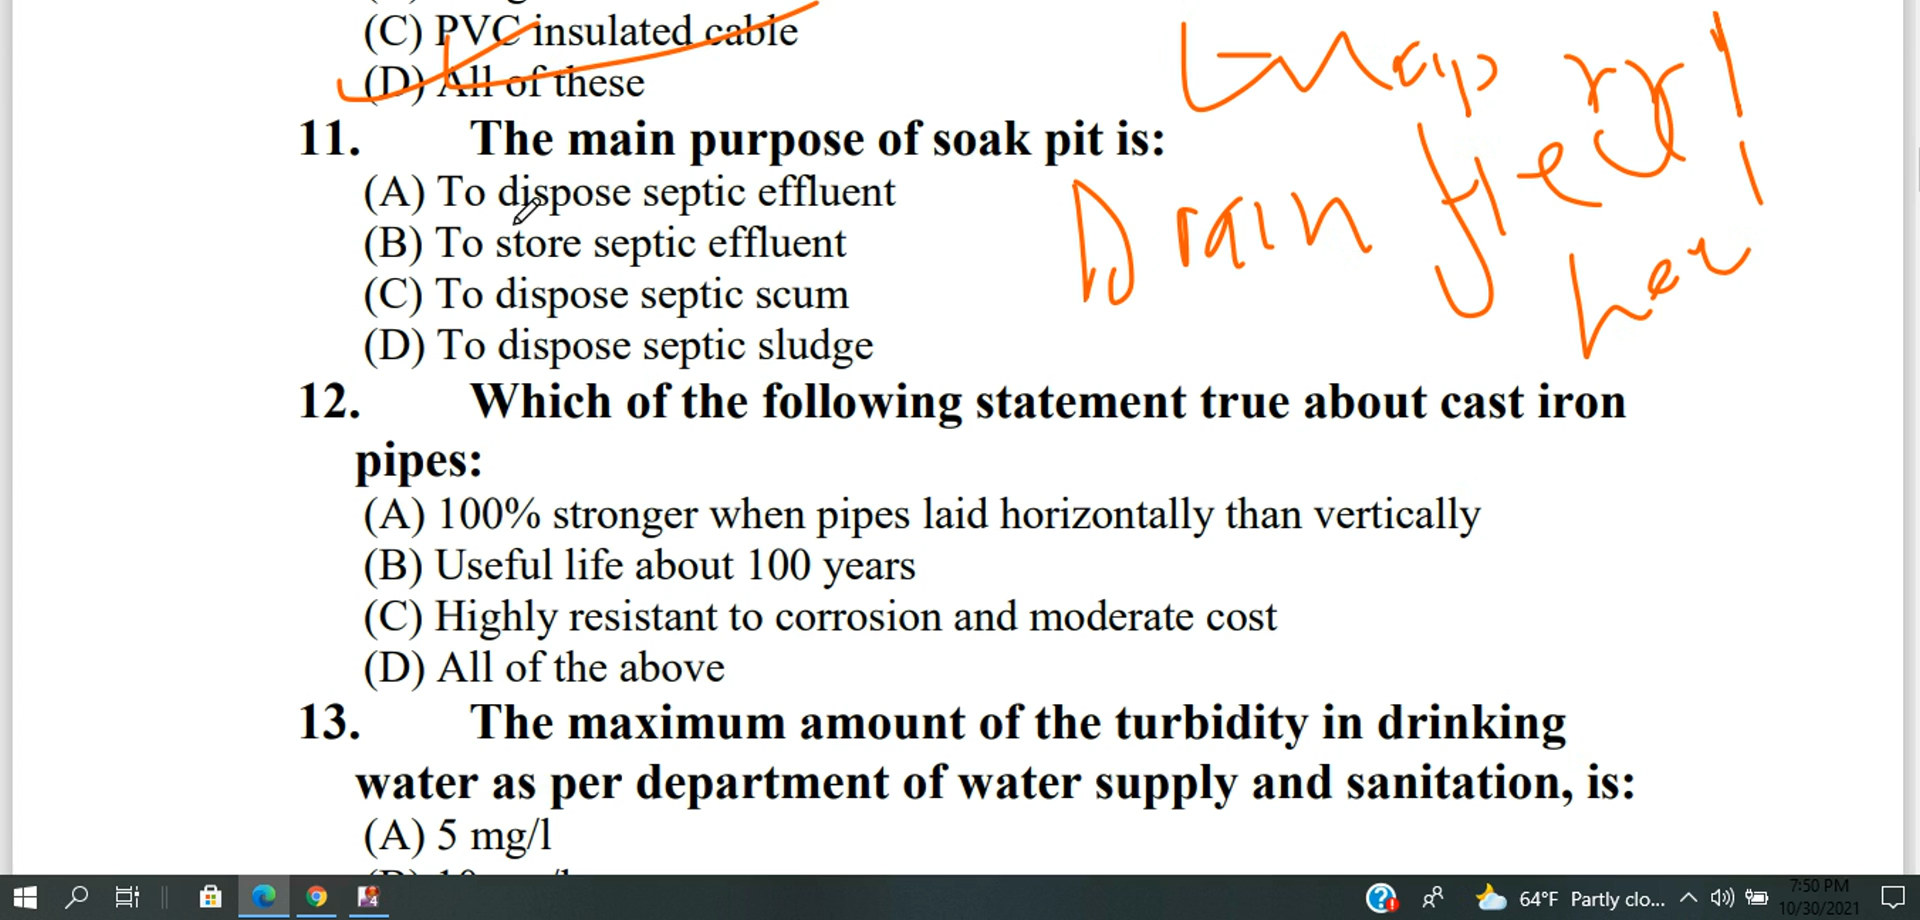 (C) PVC insulated cable
(D) All of these
11. The main purpose of soak pit is:
(A) To dispose septic effluent
(B) To store septic effluent
(C) To dispose septic scum
(D) To dispose septic sludge
Drain
12. Which of the following statement true about cast iron
pipes:
(A) 100% stronger when pipes laid horizontally than vertically
(B) Useful life about 100 years
(C) Highly resistant to corrosion and moderate cost
(D) All of the above
13. The maximum amount of the turbidity in drinking
water as per department of water supply and sanitation, is:
(A) 5 mg/l
64°F Partly clo...
7:50 PM
10/30/2021